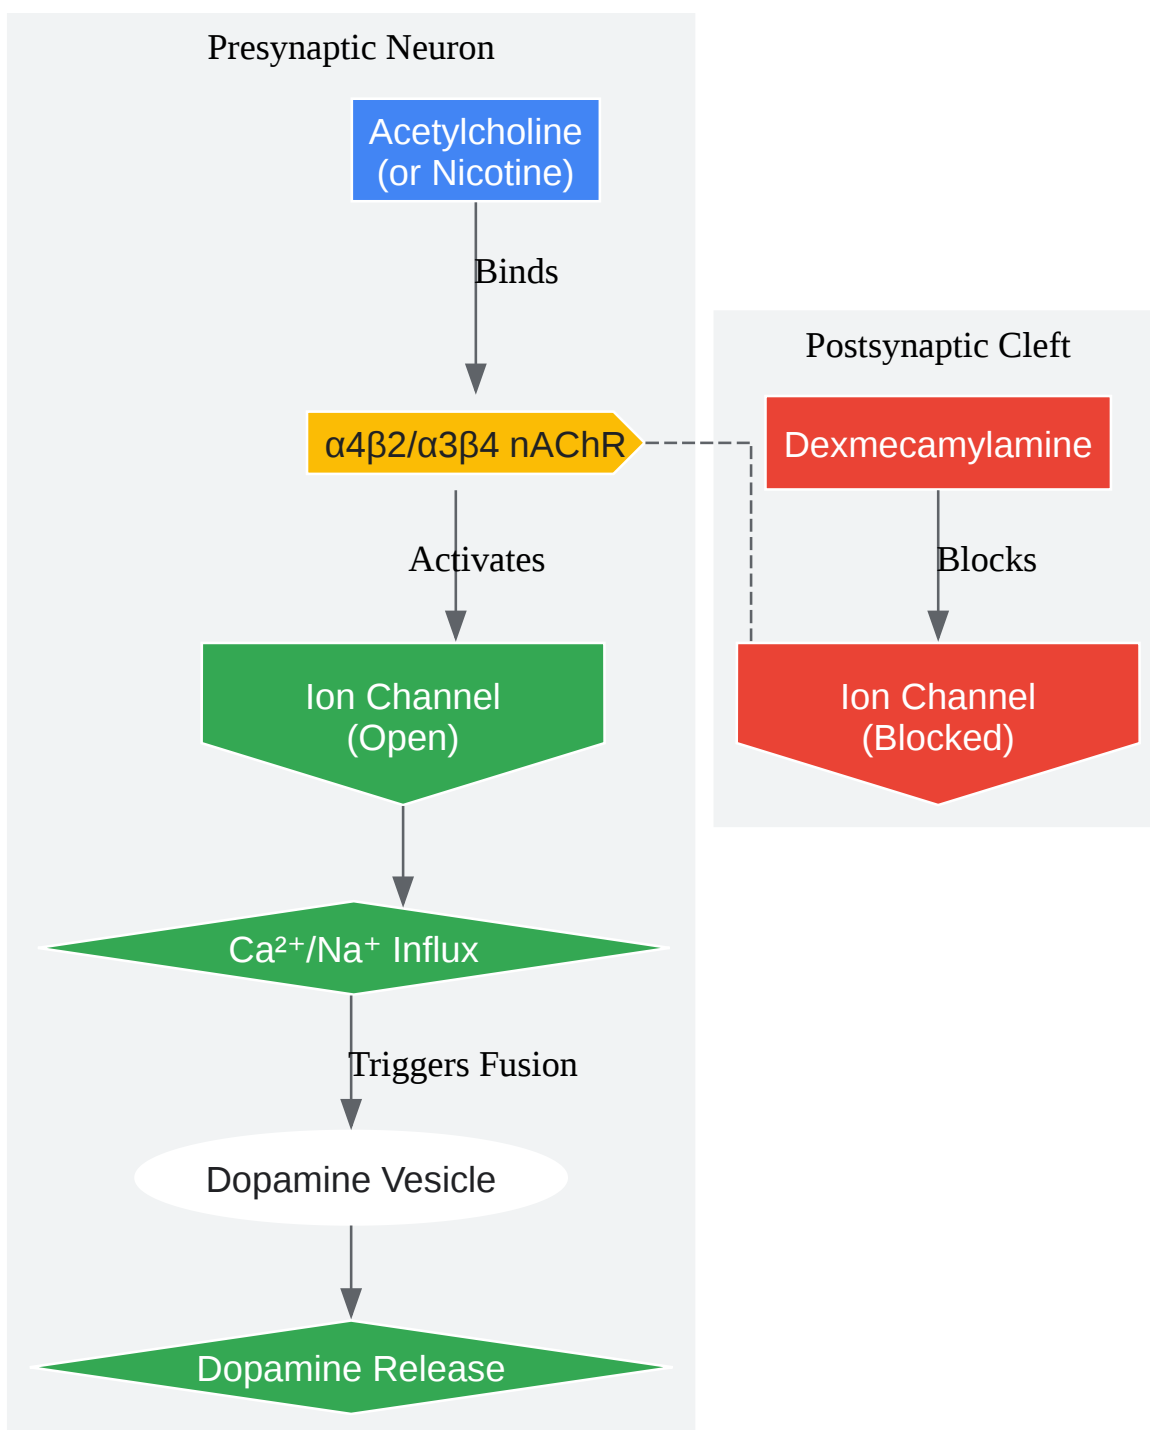 Presynaptic Neuron
Acetylcholine
(or Nicotine)
Binds
α4β2/α3β4 nAChR
Activates
Ion Channel
(Open)
Ca²⁺/Na⁺ Influx
Triggers Fusion
Dopamine Vesicle
Dopamine Release
Postsynaptic Cleft
Dexmecamylamine
Blocks
Ion Channel
(Blocked)